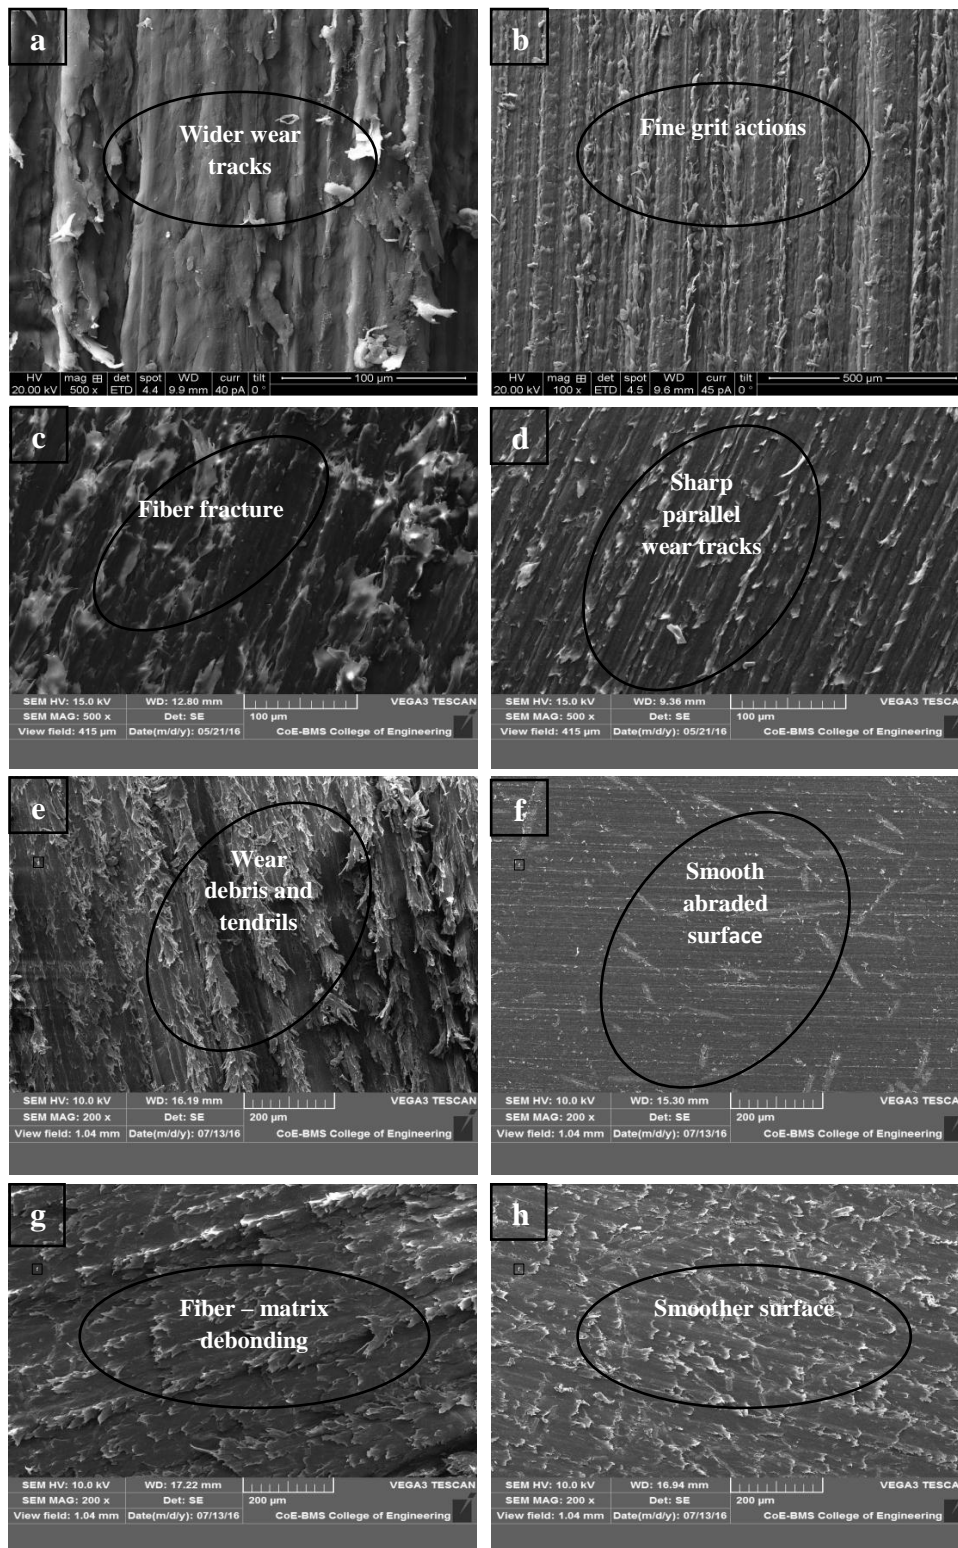 a
Wider wear
tracks
HV mag ⊞ det spot WD curr tilt 100 µm
20.00 kV 500 x ETD 4.4 9.9 mm 40 pA 0 °
b
Fine grit actions
HV mag ⊞ det spot WD curr tilt 500 µm
20.00 kV 100 x ETD 4.5 9.6 mm 45 pA 0 °
c
Fiber fracture
SEM HV: 15.0 kV WD: 12.80 mm VEGA3 TESCAN
SEM MAG: 500 x Det: SE 100 µm
View field: 415 µm Date(m/d/y): 05/21/16 CoE-BMS College of Engineering
d
Sharp
parallel
wear tracks
SEM HV: 15.0 kV WD: 9.36 mm VEGA3 TESCA
SEM MAG: 500 x Det: SE 100 µm
View field: 415 µm Date(m/d/y): 05/21/16 CoE-BMS College of Engineering
e
Wear
debris and
tendrils
SEM HV: 10.0 kV WD: 16.19 mm VEGA3 TESCAN
SEM MAG: 200 x Det: SE 200 µm
View field: 1.04 mm Date(m/d/y): 07/13/16 CoE-BMS College of Engineering
f
Smooth
abraded
surface
SEM HV: 10.0 kV WD: 15.30 mm VEGA3 TESCA
SEM MAG: 200 x Det: SE 200 µm
View field: 1.04 mm Date(m/d/y): 07/13/16 CoE-BMS College of Engineering
g
Fiber – matrix
debonding
SEM HV: 10.0 kV WD: 17.22 mm VEGA3 TESCAN
SEM MAG: 200 x Det: SE 200 µm
View field: 1.04 mm Date(m/d/y): 07/13/16 CoE-BMS College of Engineering
h
Smoother surface
SEM HV: 10.0 kV WD: 16.94 mm VEGA3 TESCA
SEM MAG: 200 x Det: SE 200 µm
View field: 1.04 mm Date(m/d/y): 07/13/16 CoE-BMS College of Engineering